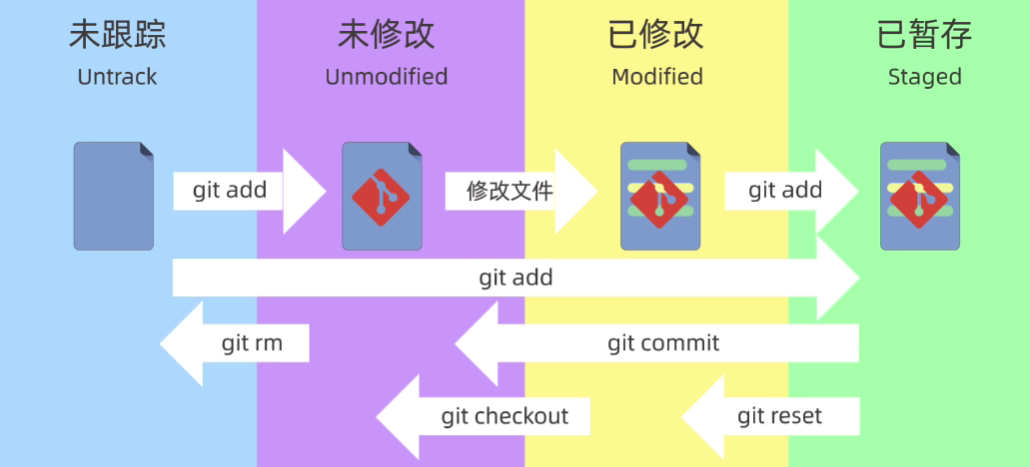 未跟踪
Untrack
未修改
Unmodified
已修改
Modified
已暂存
Staged
git add
修改文件
git add
git add
git rm
git commit
git checkout
git reset